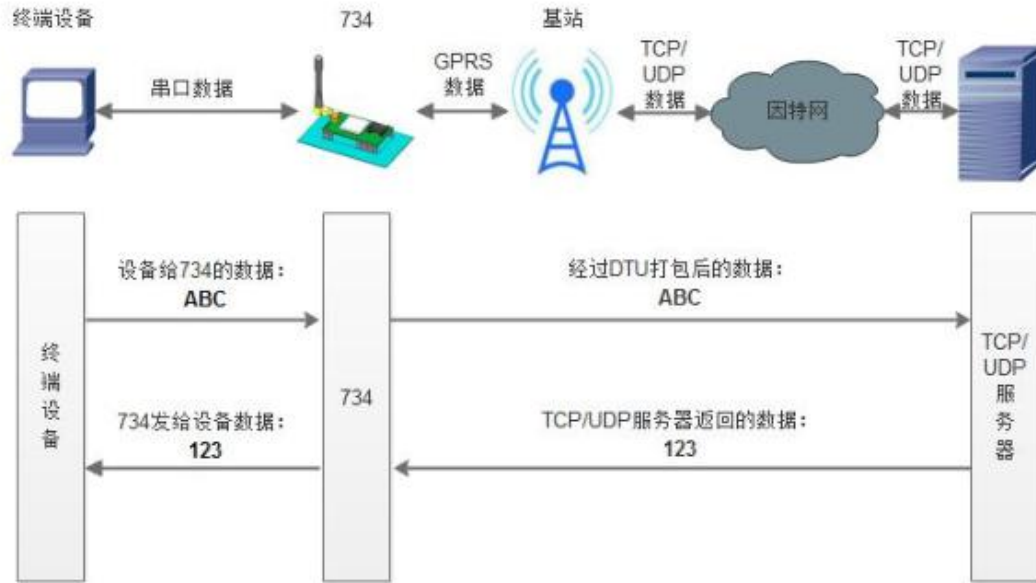 终端设备
734
基站
串口数据
GPRS
数据
TCP/
UDP
数据
因特网
TCP/
UDP
数据
设备给734的数据：
ABC
经过DTU打包后的数据：
ABC
终
端
设
备
734
TCP/
UDP
服
务
器
734发给设备数据：
123
TCP/UDP服务器返回的数据：
123